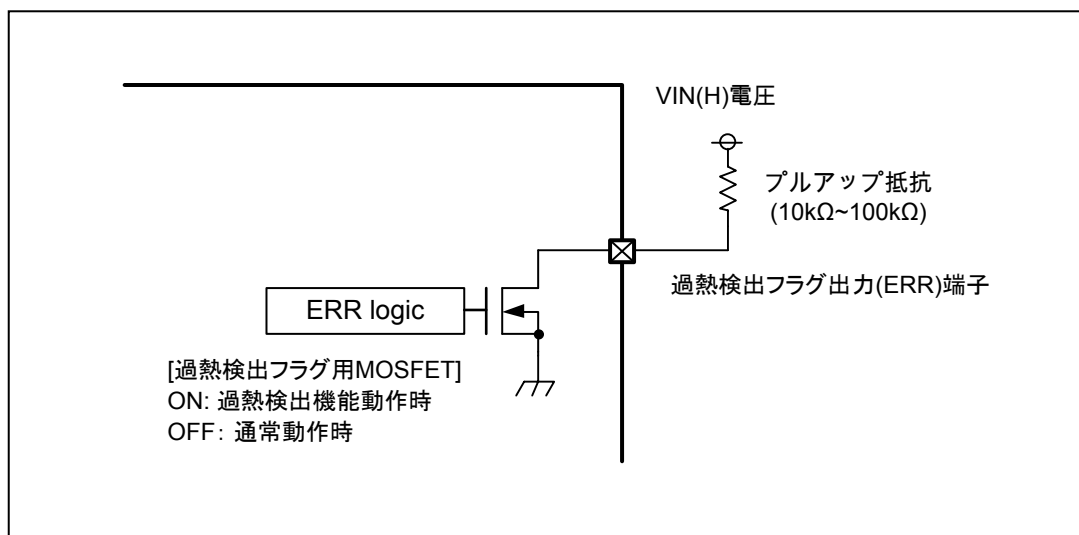 VIN(H)電圧
プルアップ抵抗
(10kΩ~100kΩ)
過熱検出フラグ出力(ERR)端子
ERR logic
[過熱検出フラグ用MOSFET]
ON: 過熱検出機能動作時
OFF: 通常動作時